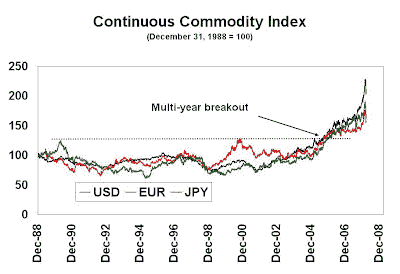 Continuous Commodity Index
(December 31, 1988 = 100)
250
200
150
100
50
0
Multi-year breakout
USD EUR JPY
Dec-88
Dec-90
Dec-92
Dec-94
Dec-96
Dec-98
Dec-00
Dec-02
Dec-04
Dec-06
Dec-08